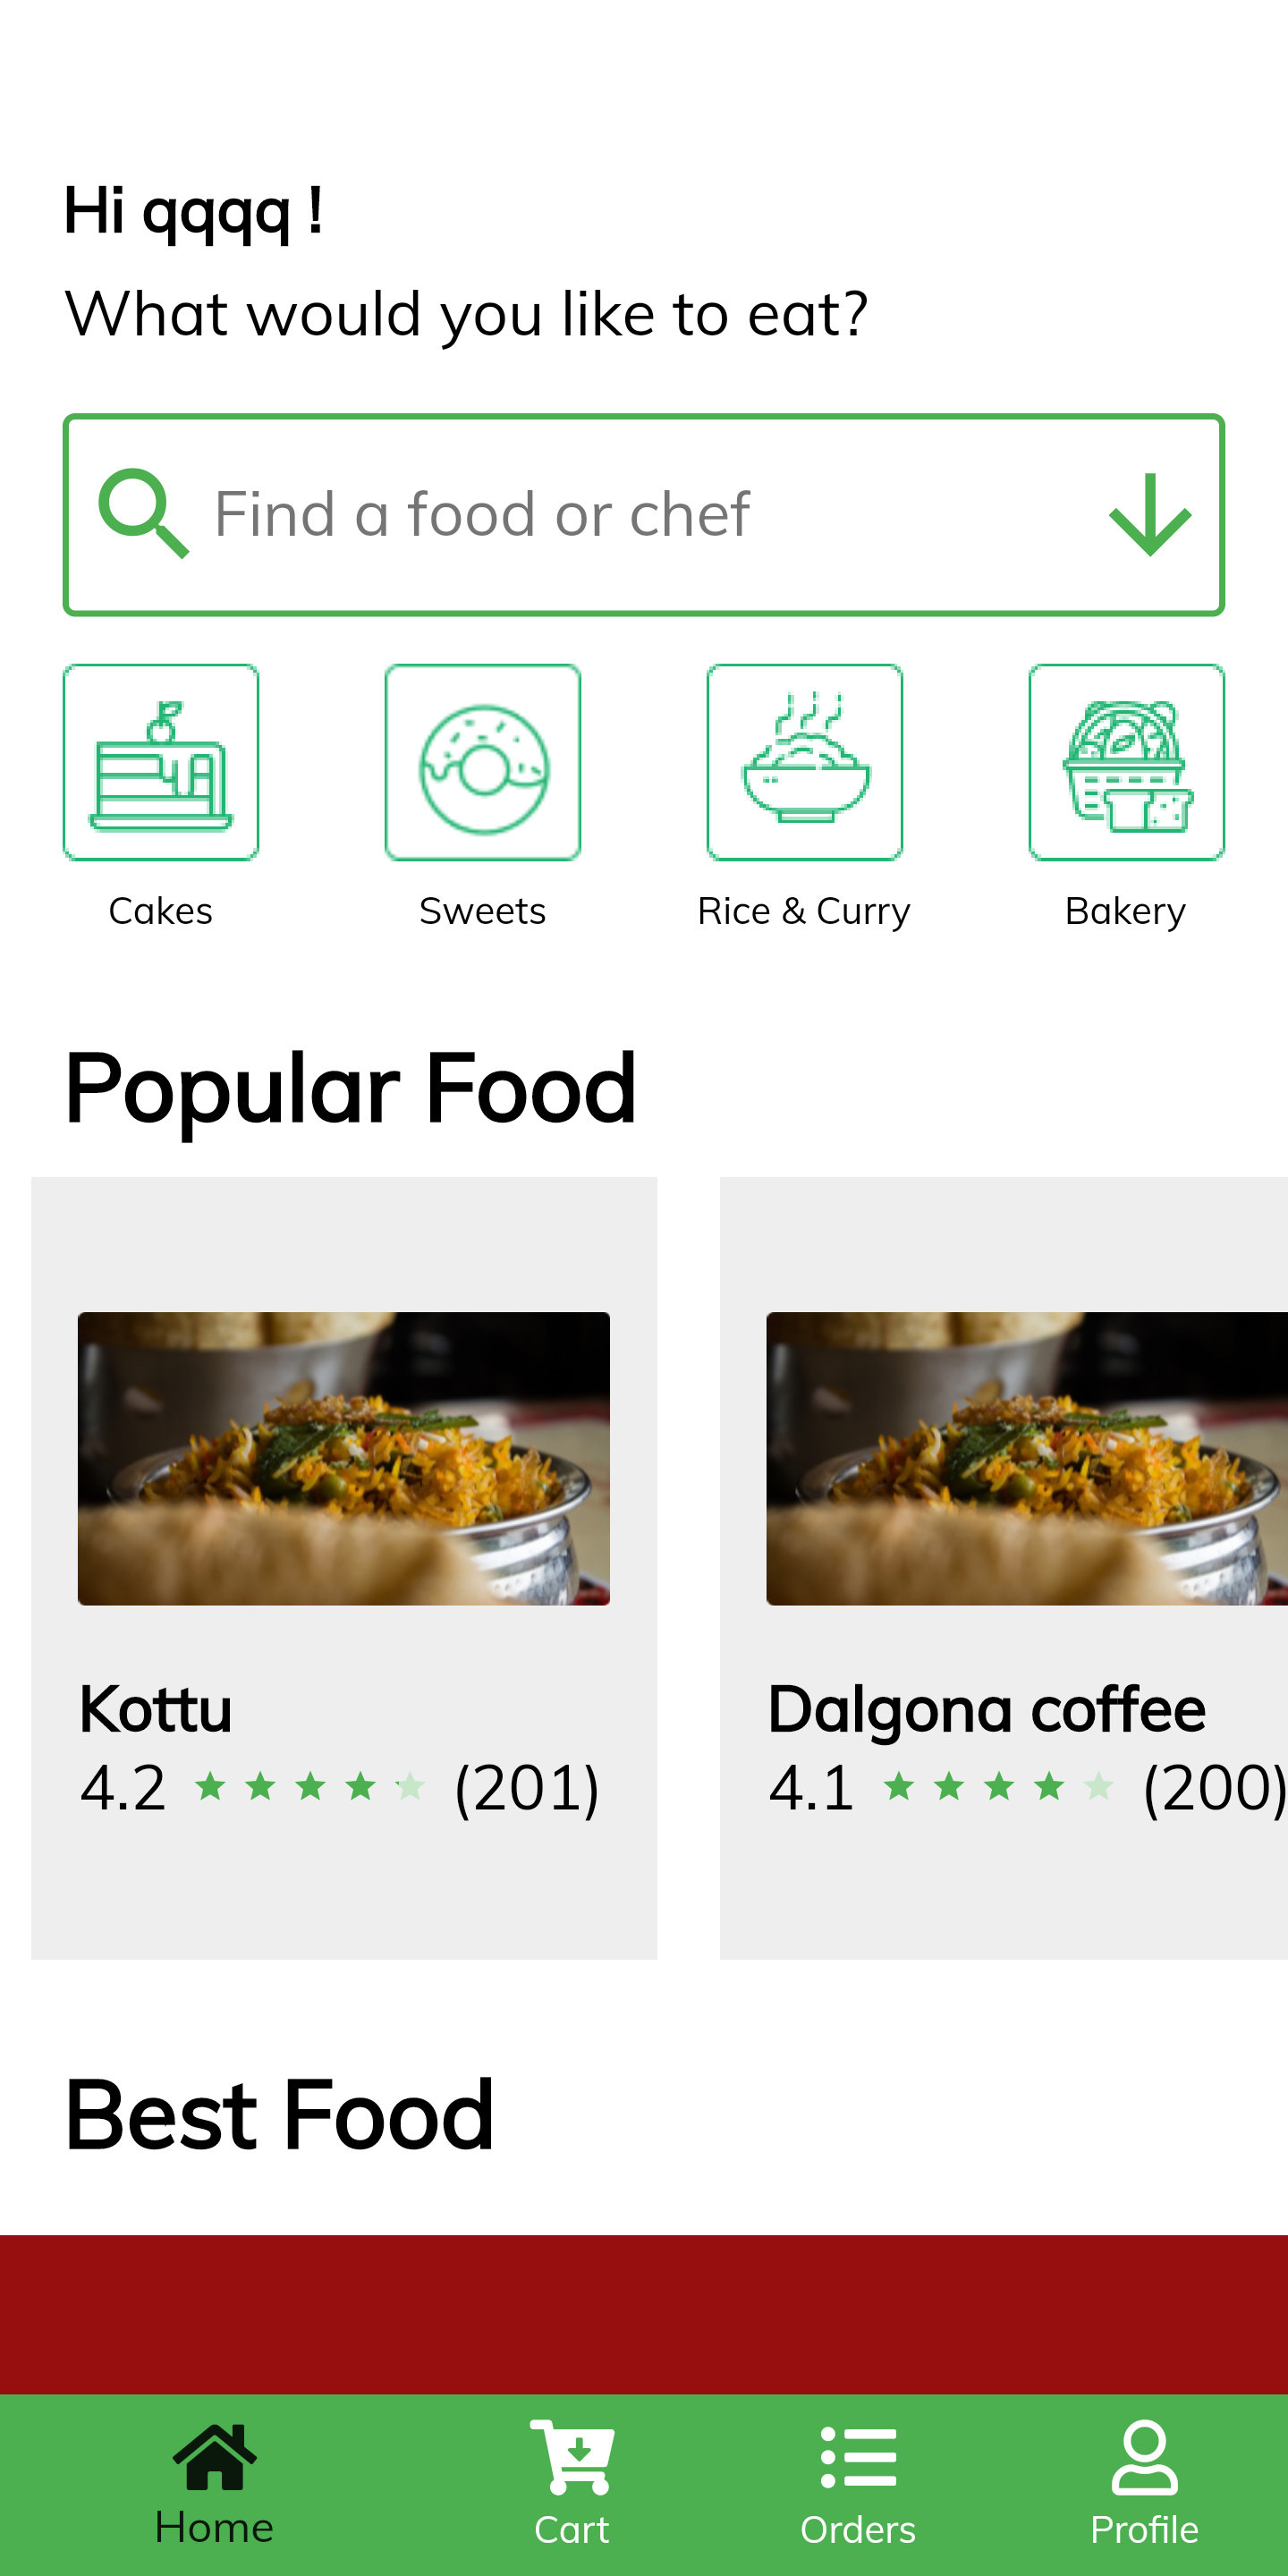 Hi qqqq !
What would you like to eat?
Find a food or chef
Cakes
Sweets
Rice & Curry
Bakery
Popular Food
Kottu
4.2 (201)
Dalgona coffee
4.1 (200)
Best Food
Home
Cart
Orders
Profile